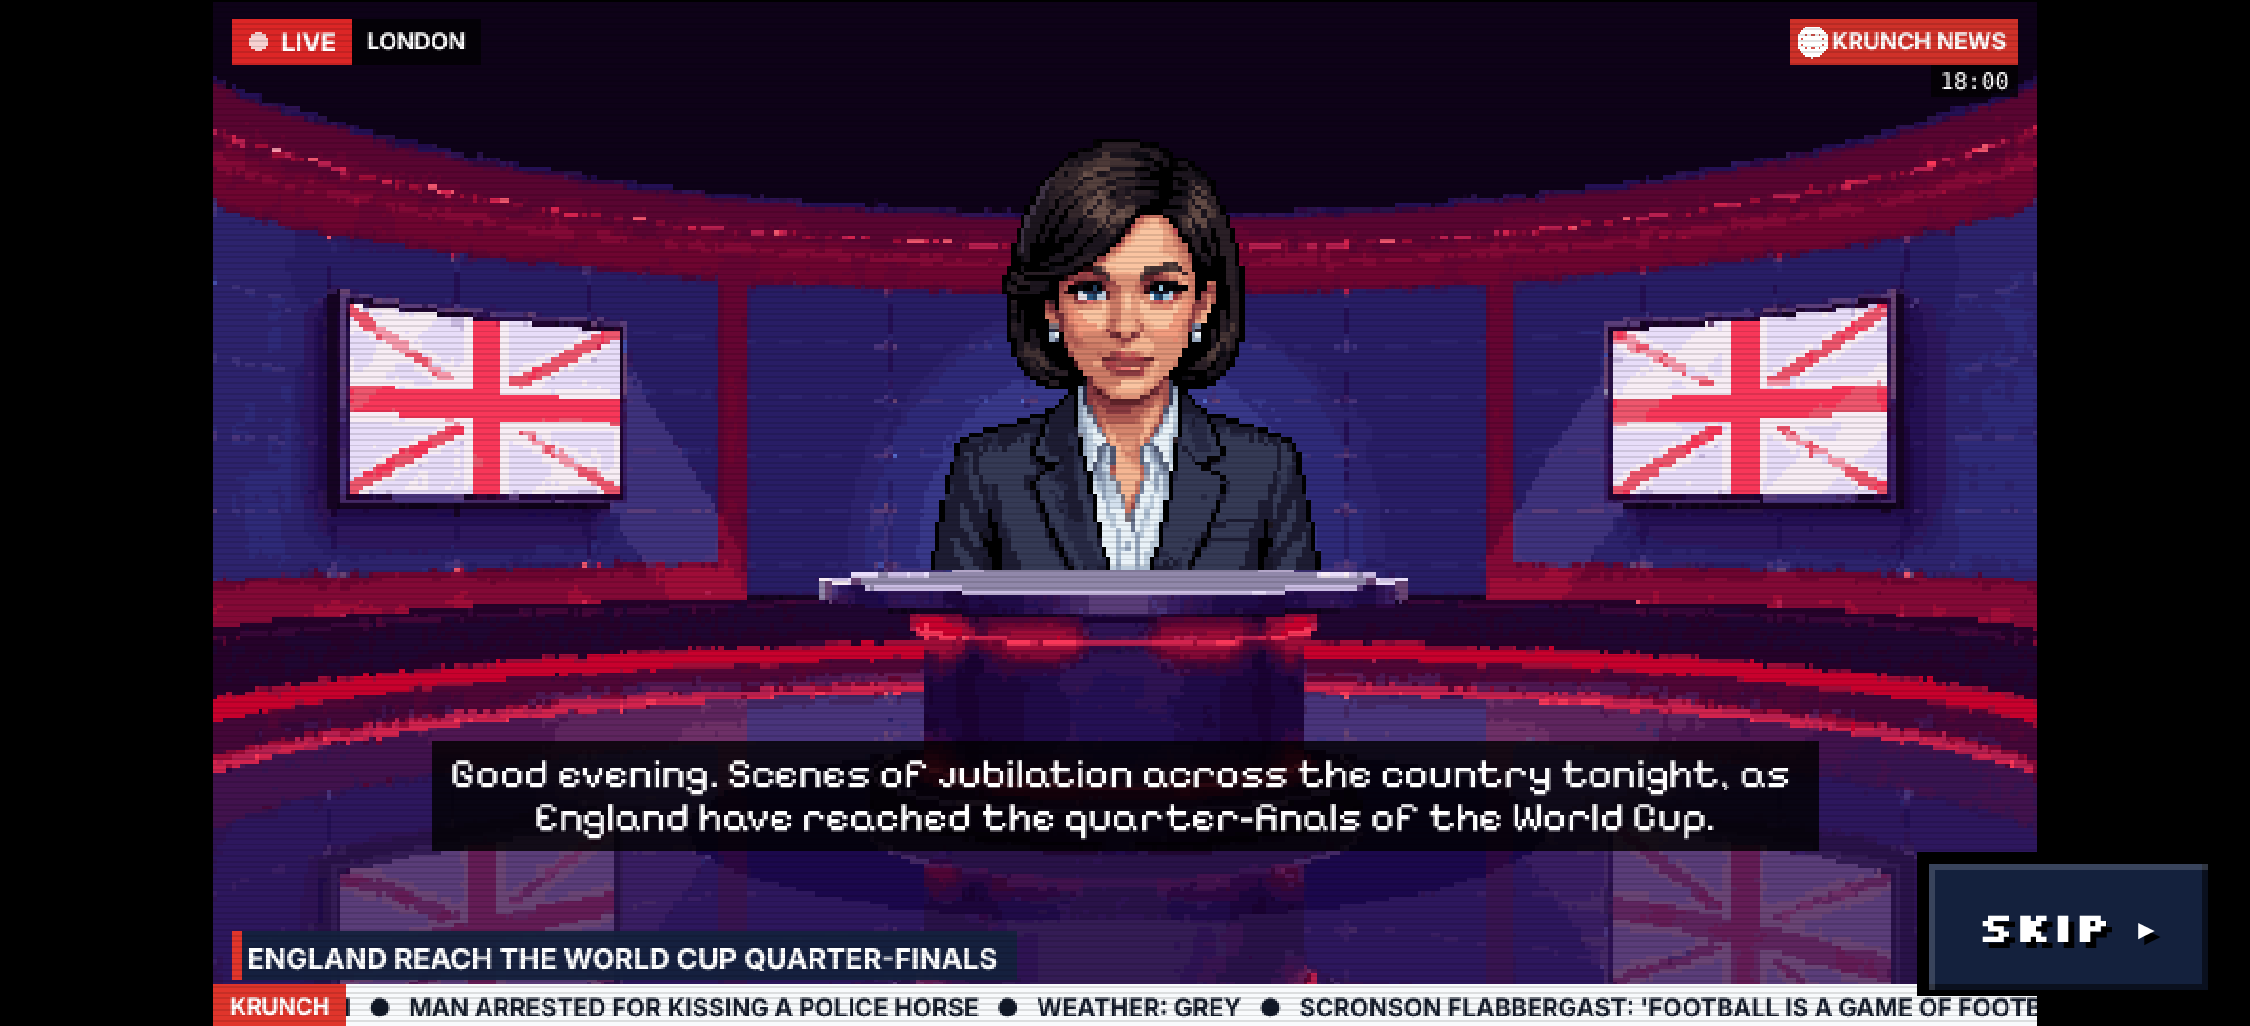 LIVE LONDON
KRUNCH NEWS
18:00
Good evening. Scenes of jubilation across the country tonight, as
England have reached the quarter-finals of the World Cup.
SKIP ►
ENGLAND REACH THE WORLD CUP QUARTER-FINALS
KRUNCH ● MAN ARRESTED FOR KISSING A POLICE HORSE ● WEATHER: GREY ● SCRONSON FLABBERGAST: 'FOOTBALL IS A GAME OF